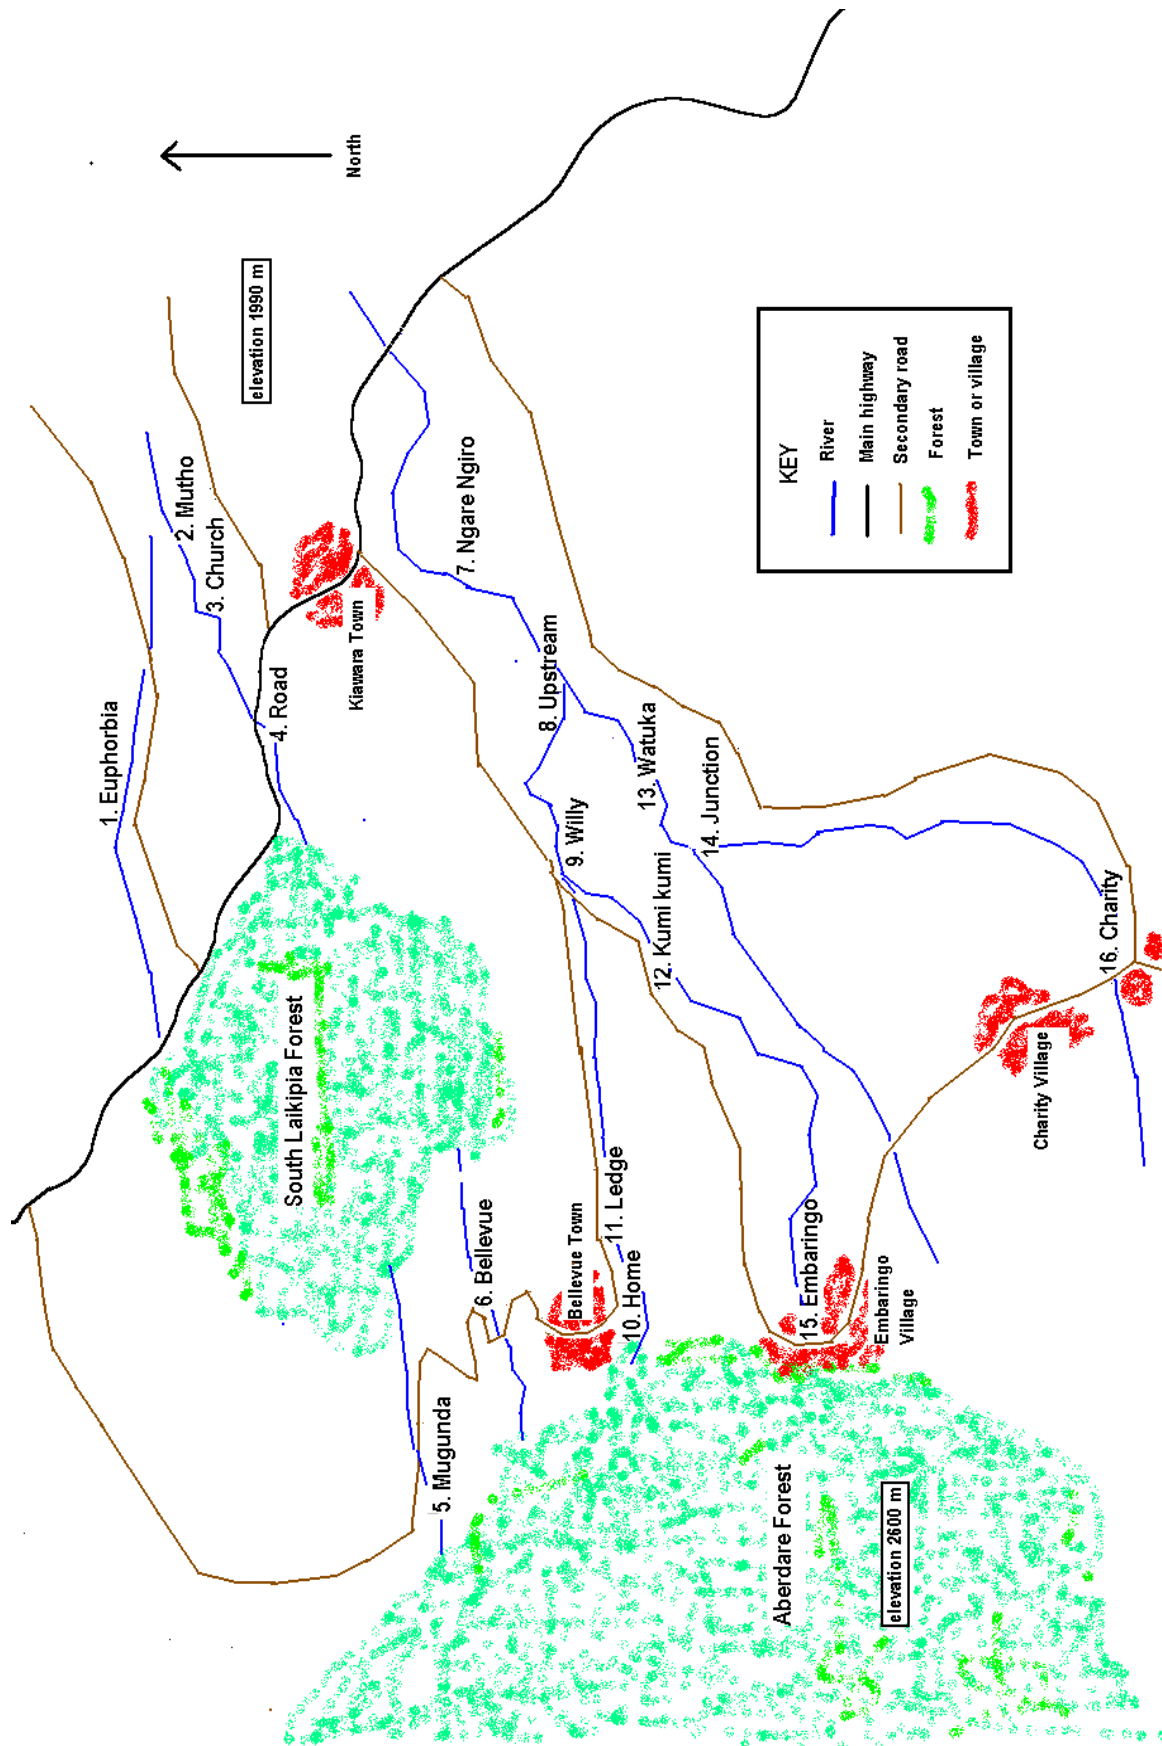 North
elevation 1990 m
1. Euphorbia
2. Mutho
3. Church
4. Road
Kiawara Town
South Laikipia Forest
5. Mugunda
6. Bellevue
7. Ngare Ngiro
8. Upstream
9. Willy
Bellevue Town
10. Home
11. Ledge
12. Kumi kumi
13. Watuka
14. Junction
15. Embaringo
Embaringo
Village
16. Charity
Charity Village
Aberdare Forest
elevation 2600 m
KEY
River
Main highway
Secondary road
Forest
Town or village